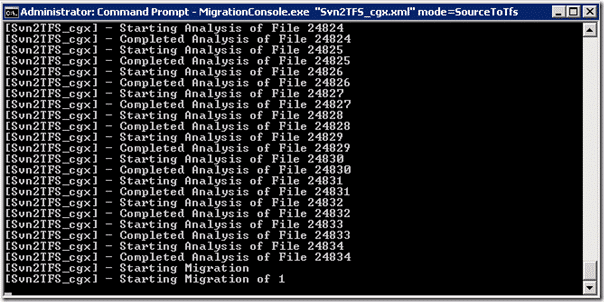 Administrator: Command Prompt - MigrationConsole.exe "Svn2TFS_cgx.xml" mode=SourceToTfs
[Svn2TFS_cgx] - Starting Analysis of File 24824
[Svn2TFS_cgx] - Completed Analysis of File 24824
[Svn2TFS_cgx] - Starting Analysis of File 24825
[Svn2TFS_cgx] - Completed Analysis of File 24825
[Svn2TFS_cgx] - Starting Analysis of File 24826
[Svn2TFS_cgx] - Completed Analysis of File 24826
[Svn2TFS_cgx] - Starting Analysis of File 24827
[Svn2TFS_cgx] - Completed Analysis of File 24827
[Svn2TFS_cgx] - Starting Analysis of File 24828
[Svn2TFS_cgx] - Completed Analysis of File 24828
[Svn2TFS_cgx] - Starting Analysis of File 24829
[Svn2TFS_cgx] - Completed Analysis of File 24829
[Svn2TFS_cgx] - Starting Analysis of File 24830
[Svn2TFS_cgx] - Completed Analysis of File 24830
[Svn2TFS_cgx] - Starting Analysis of File 24831
[Svn2TFS_cgx] - Completed Analysis of File 24831
[Svn2TFS_cgx] - Starting Analysis of File 24832
[Svn2TFS_cgx] - Completed Analysis of File 24832
[Svn2TFS_cgx] - Starting Analysis of File 24833
[Svn2TFS_cgx] - Completed Analysis of File 24833
[Svn2TFS_cgx] - Starting Analysis of File 24834
[Svn2TFS_cgx] - Completed Analysis of File 24834
[Svn2TFS_cgx] - Starting Migration
[Svn2TFS_cgx] - Starting Migration of 1